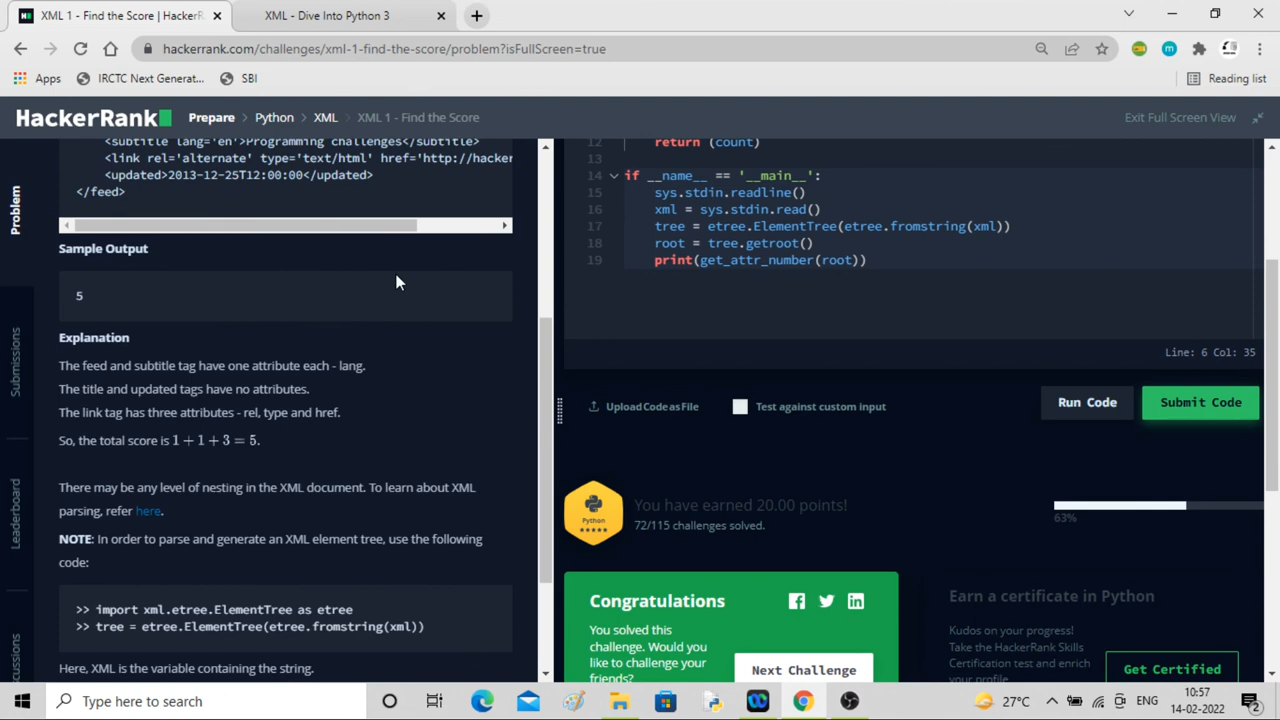 XML 1 - Find the Score | HackerR
XML - Dive Into Python 3
hackerrank.com/challenges/xml-1-find-the-score/problem?isFullScreen=true
Apps
IRCTC Next Generat...
SBI
Reading list
HackerRank
Prepare > Python > XML > XML 1 - Find the Score
Exit Full Screen View
Problem
Submissions
Leaderboard
<subtitle lang='en'>Programming challenges</subtitle>
<link rel='alternate' type='text/html' href='http://hacker
<updated>2013-12-25T12:00:00</updated>
</feed>
Sample Output
5
Explanation
The feed and subtitle tag have one attribute each - lang.
The title and updated tags have no attributes.
The link tag has three attributes - rel, type and href.
So, the total score is 1 + 1 + 3 = 5.
There may be any level of nesting in the XML document. To learn about XML
parsing, refer here.
NOTE: In order to parse and generate an XML element tree, use the following
code:
>> import xml.etree.ElementTree as etree
>> tree = etree.ElementTree(etree.fromstring(xml))
Here, XML is the variable containing the string.
12 return (count)
13
14 if __name__ == '__main__':
15 sys.stdin.readline()
16 xml = sys.stdin.read()
17 tree = etree.ElementTree(etree.fromstring(xml))
18 root = tree.getroot()
19 print(get_attr_number(root))
Line: 6 Col: 35
Upload Code as File
Test against custom input
Run Code
Submit Code
Python
You have earned 20.00 points!
72/115 challenges solved.
63%
Congratulations
You solved this
challenge. Would you
like to challenge your
friends?
Next Challenge
Earn a certificate in Python
Kudos on your progress!
Take the HackerRank Skills
Certification test and enrich
your profile
Get Certified
Type here to search
27°C
ENG
10:57
14-02-2022
2